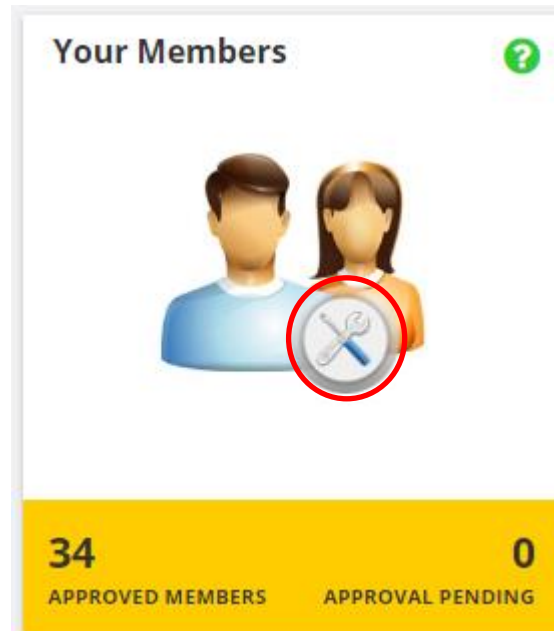 Your Members
?
34
0
APPROVED MEMBERS
APPROVAL PENDING